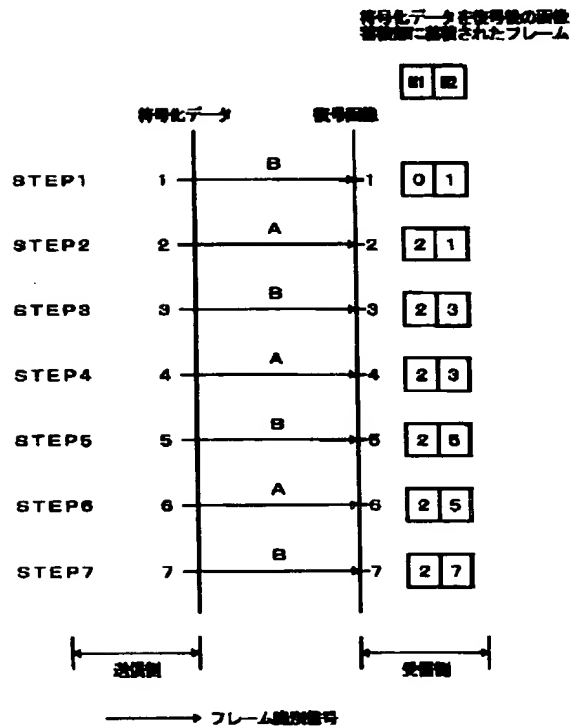 符号化データを復号後の画像
蓄積部に蓄積されたフレーム
M1 M2
符号化データ 復号画像
STEP1 1 B 1 0 1
STEP2 2 A 2 2 1
STEP3 3 B 3 2 3
STEP4 4 A 4 2 3
STEP5 5 B 5 2 5
STEP6 6 A 6 2 5
STEP7 7 B 7 2 7
送信側 受信側
フレーム識別信号